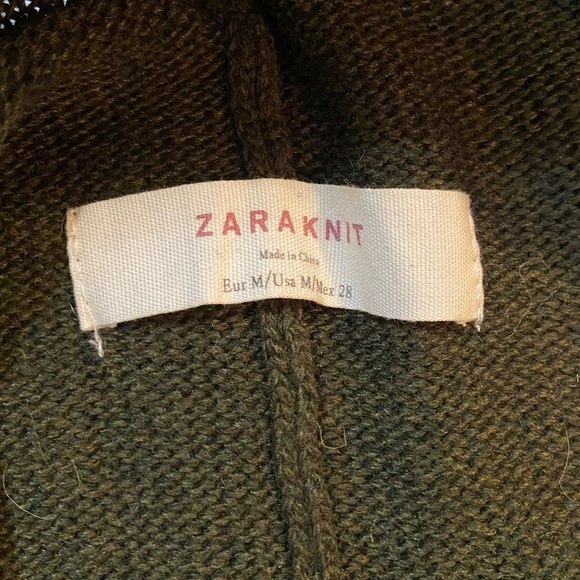 ZARAKNIT
Made in China
Eur M/Usa M/Mex 28